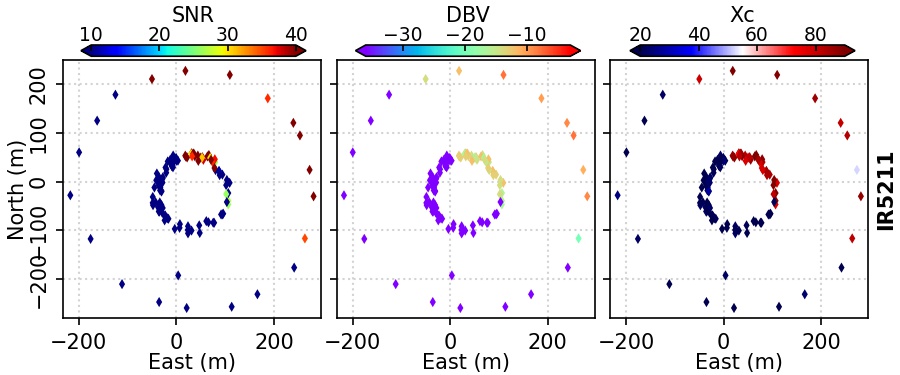 SNR DBV Xc
10 20 30 40 −30 −20 −10 20 40 60 80
200
100
0
−100
−200
North (m)
IR5211
−200 0 200 −200 0 200 −200 0 200
East (m) East (m) East (m)